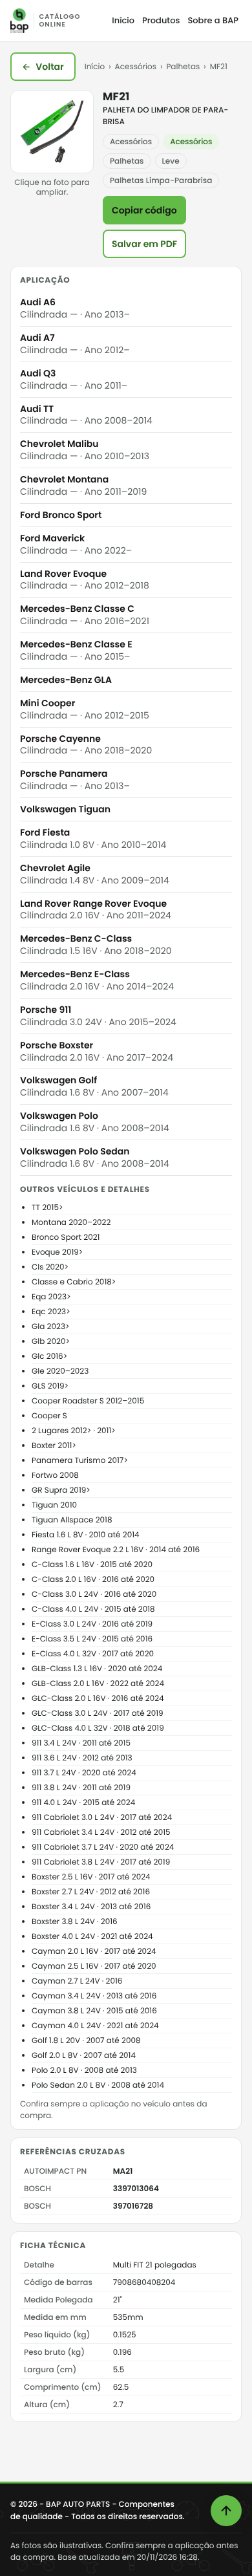 bap
CATÁLOGO
ONLINE
Início Produtos Sobre a BAP
← Voltar
Início › Acessórios › Palhetas › MF21
Clique na foto para
ampliar.
MF21
PALHETA DO LIMPADOR DE PARA-
BRISA
Acessórios Acessórios
Palhetas Leve
Palhetas Limpa-Parabrisa
Copiar código
Salvar em PDF
APLICAÇÃO
Audi A6
Cilindrada — · Ano 2013–
Audi A7
Cilindrada — · Ano 2012–
Audi Q3
Cilindrada — · Ano 2011–
Audi TT
Cilindrada — · Ano 2008–2014
Chevrolet Malibu
Cilindrada — · Ano 2010–2013
Chevrolet Montana
Cilindrada — · Ano 2011–2019
Ford Bronco Sport
Ford Maverick
Cilindrada — · Ano 2022–
Land Rover Evoque
Cilindrada — · Ano 2012–2018
Mercedes-Benz Classe C
Cilindrada — · Ano 2016–2021
Mercedes-Benz Classe E
Cilindrada — · Ano 2015–
Mercedes-Benz GLA
Mini Cooper
Cilindrada — · Ano 2012–2015
Porsche Cayenne
Cilindrada — · Ano 2018–2020
Porsche Panamera
Cilindrada — · Ano 2013–
Volkswagen Tiguan
Ford Fiesta
Cilindrada 1.0 8V · Ano 2010–2014
Chevrolet Agile
Cilindrada 1.4 8V · Ano 2009–2014
Land Rover Range Rover Evoque
Cilindrada 2.0 16V · Ano 2011–2024
Mercedes-Benz C-Class
Cilindrada 1.5 16V · Ano 2018–2020
Mercedes-Benz E-Class
Cilindrada 2.0 16V · Ano 2014–2024
Porsche 911
Cilindrada 3.0 24V · Ano 2015–2024
Porsche Boxster
Cilindrada 2.0 16V · Ano 2017–2024
Volkswagen Golf
Cilindrada 1.6 8V · Ano 2007–2014
Volkswagen Polo
Cilindrada 1.6 8V · Ano 2008–2014
Volkswagen Polo Sedan
Cilindrada 1.6 8V · Ano 2008–2014
OUTROS VEÍCULOS E DETALHES
• TT 2015>
• Montana 2020–2022
• Bronco Sport 2021
• Evoque 2019>
• Cls 2020>
• Classe e Cabrio 2018>
• Eqa 2023>
• Eqc 2023>
• Gla 2023>
• Glb 2020>
• Glc 2016>
• Gle 2020–2023
• GLS 2019>
• Cooper Roadster S 2012–2015
• Cooper S
• 2 Lugares 2012> · 2011>
• Boxter 2011>
• Panamera Turismo 2017>
• Fortwo 2008
• GR Supra 2019>
• Tiguan 2010
• Tiguan Allspace 2018
• Fiesta 1.6 L 8V · 2010 até 2014
• Range Rover Evoque 2.2 L 16V · 2014 até 2016
• C-Class 1.6 L 16V · 2015 até 2020
• C-Class 2.0 L 16V · 2016 até 2020
• C-Class 3.0 L 24V · 2016 até 2020
• C-Class 4.0 L 24V · 2015 até 2018
• E-Class 3.0 L 24V · 2016 até 2019
• E-Class 3.5 L 24V · 2015 até 2016
• E-Class 4.0 L 32V · 2017 até 2020
• GLB-Class 1.3 L 16V · 2020 até 2024
• GLB-Class 2.0 L 16V · 2022 até 2024
• GLC-Class 2.0 L 16V · 2016 até 2024
• GLC-Class 3.0 L 24V · 2017 até 2019
• GLC-Class 4.0 L 32V · 2018 até 2019
• 911 3.4 L 24V · 2011 até 2015
• 911 3.6 L 24V · 2012 até 2013
• 911 3.7 L 24V · 2020 até 2024
• 911 3.8 L 24V · 2011 até 2019
• 911 4.0 L 24V · 2015 até 2024
• 911 Cabriolet 3.0 L 24V · 2017 até 2024
• 911 Cabriolet 3.4 L 24V · 2012 até 2015
• 911 Cabriolet 3.7 L 24V · 2020 até 2024
• 911 Cabriolet 3.8 L 24V · 2017 até 2019
• Boxster 2.5 L 16V · 2017 até 2024
• Boxster 2.7 L 24V · 2012 até 2016
• Boxster 3.4 L 24V · 2013 até 2016
• Boxster 3.8 L 24V · 2016
• Boxster 4.0 L 24V · 2021 até 2024
• Cayman 2.0 L 16V · 2017 até 2024
• Cayman 2.5 L 16V · 2017 até 2020
• Cayman 2.7 L 24V · 2016
• Cayman 3.4 L 24V · 2013 até 2016
• Cayman 3.8 L 24V · 2015 até 2016
• Cayman 4.0 L 24V · 2021 até 2024
• Golf 1.8 L 20V · 2007 até 2008
• Golf 2.0 L 8V · 2007 até 2014
• Polo 2.0 L 8V · 2008 até 2013
• Polo Sedan 2.0 L 8V · 2008 até 2014
Confira sempre a aplicação no veículo antes da
compra.
REFERÊNCIAS CRUZADAS
AUTOIMPACT PN MA21
BOSCH 3397013064
BOSCH 397016728
FICHA TÉCNICA
Detalhe Multi FIT 21 polegadas
Código de barras 7908680408204
Medida Polegada 21"
Medida em mm 535mm
Peso líquido (kg) 0.1525
Peso bruto (kg) 0.196
Largura (cm) 5.5
Comprimento (cm) 62.5
Altura (cm) 2.7
© 2026 - BAP AUTO PARTS - Componentes
de qualidade - Todos os direitos reservados.
As fotos são ilustrativas. Confira sempre a aplicação antes
da compra. Base atualizada em 20/11/2026 16:28.